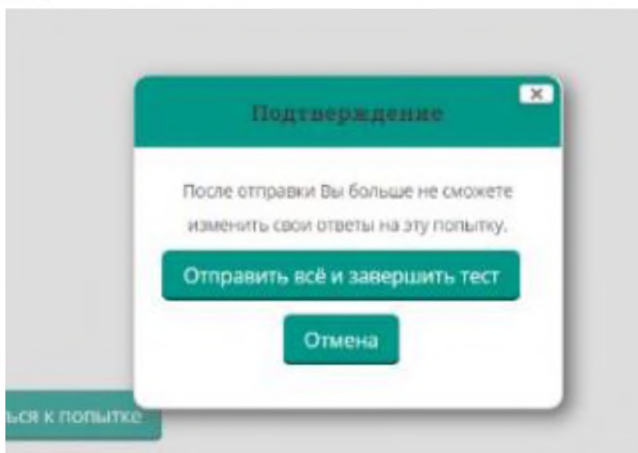 Подтверждение
×
После отправки Вы больше не сможете
изменить свои ответы на эту попытку.
Отправить всё и завершить тест
Отмена
ься к попытке